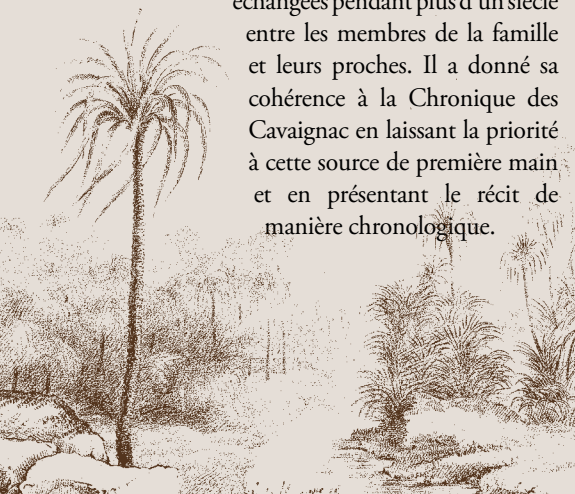 échangées pendant plus d'un siècle
entre les membres de la famille
et leurs proches. Il a donné sa
cohérence à la Chronique des
Cavaignac en laissant la priorité
à cette source de première main
et en présentant le récit de
manière chronologique.